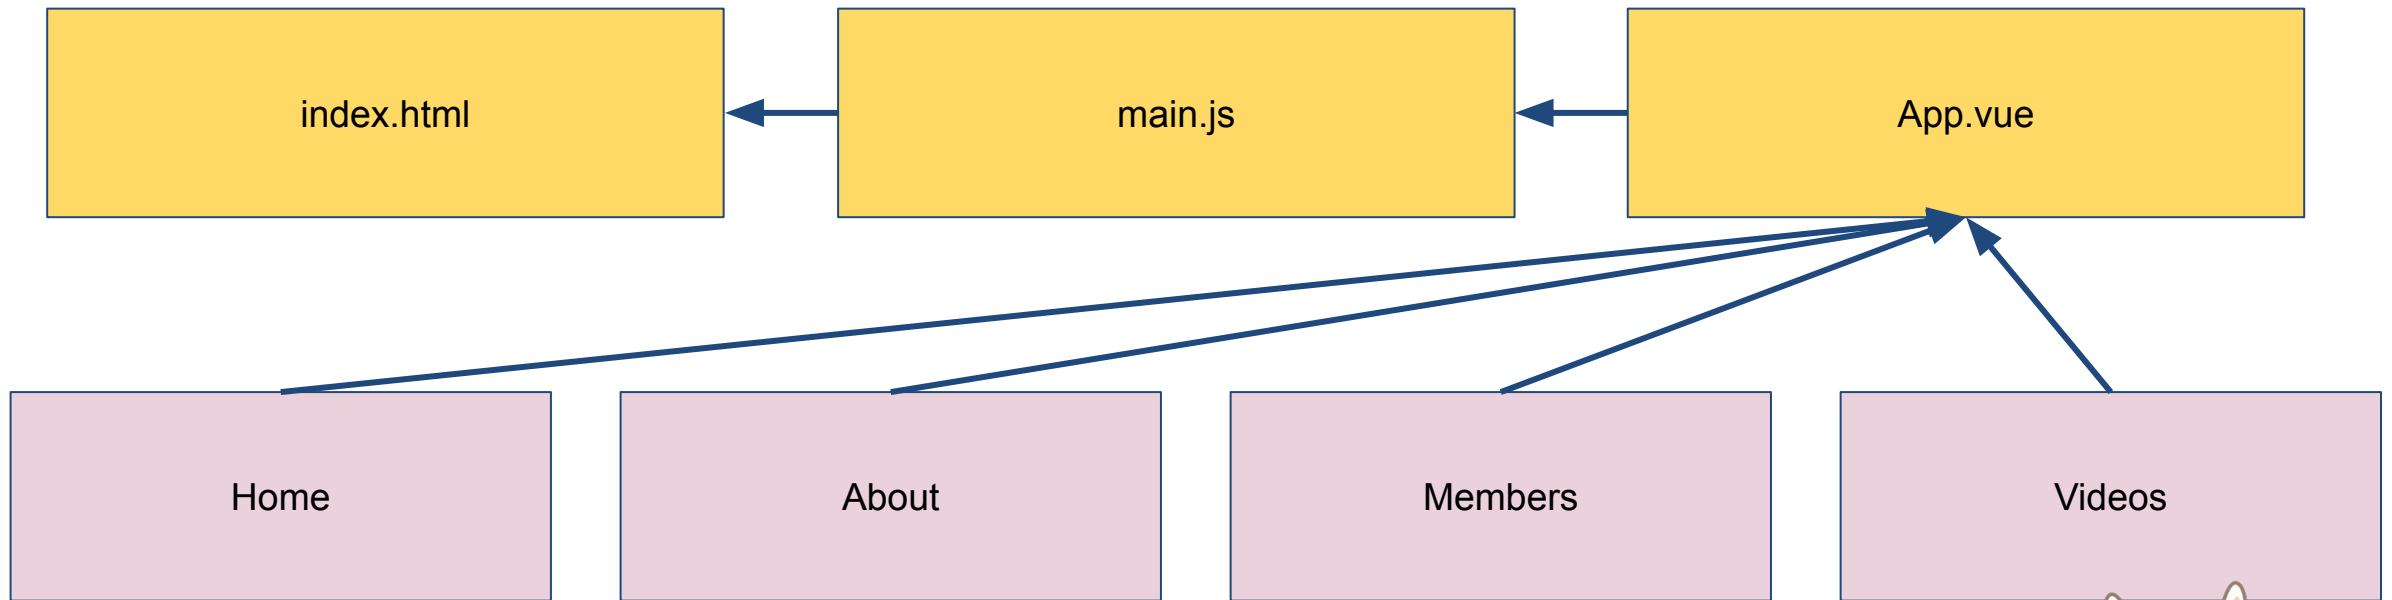 index.html
main.js
App.vue
Home
About
Members
Videos